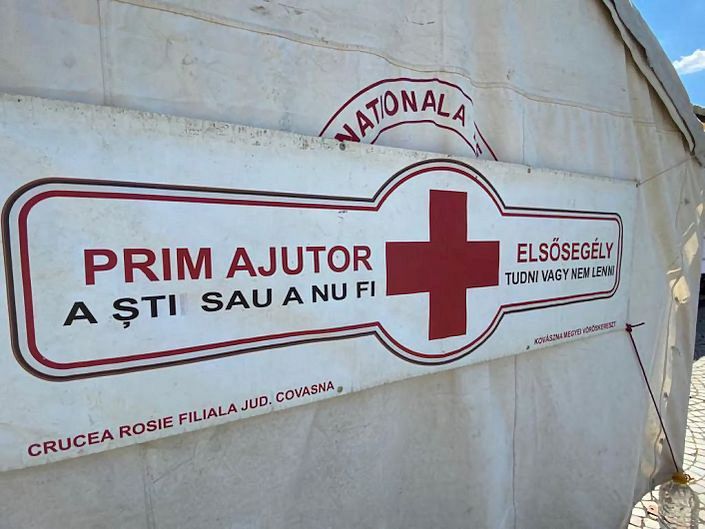 NATIONALA
PRIM AJUTOR
A ȘTI SAU A NU FI
ELSŐSEGÉLY
TUDNI VAGY NEM LENNI
KOVÁSZNA MEGYEI VÖRÖSKERESZT
CRUCEA ROSIE FILIALA JUD. COVASNA